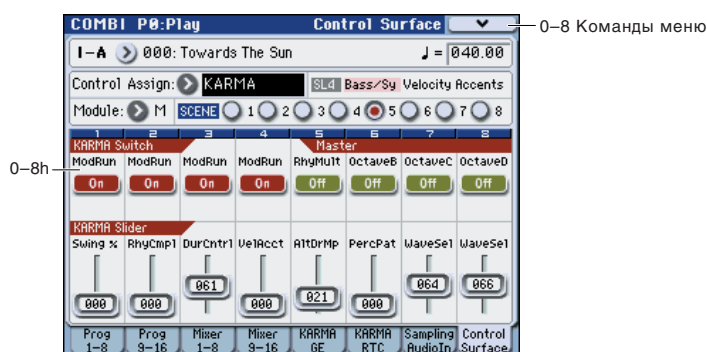 COMBI P0:Play Control Surface
0–8 Команды меню
I-A 000: Towards The Sun ♩= 040.00
Control Assign: KARMA SL4 Bass/Sy Velocity Accents
Module: M SCENE 1 2 3 4 5 6 7 8
1 2 3 4 5 6 7 8
KARMA Switch Master
0–8h
ModRun ModRun ModRun ModRun RhyMult OctaveB OctaveC OctaveD
On On On On Off Off Off Off
KARMA Slider
Swing % RhyCmpl DurCntrl VelAcct AltDrMp PercPat WaveSel WaveSel
000 000 061 000 021 000 064 066
Prog 1-8 Prog 9-16 Mixer 1-8 Mixer 9-16 KARMA GE KARMA RTC Sampling AudioIn Control Surface